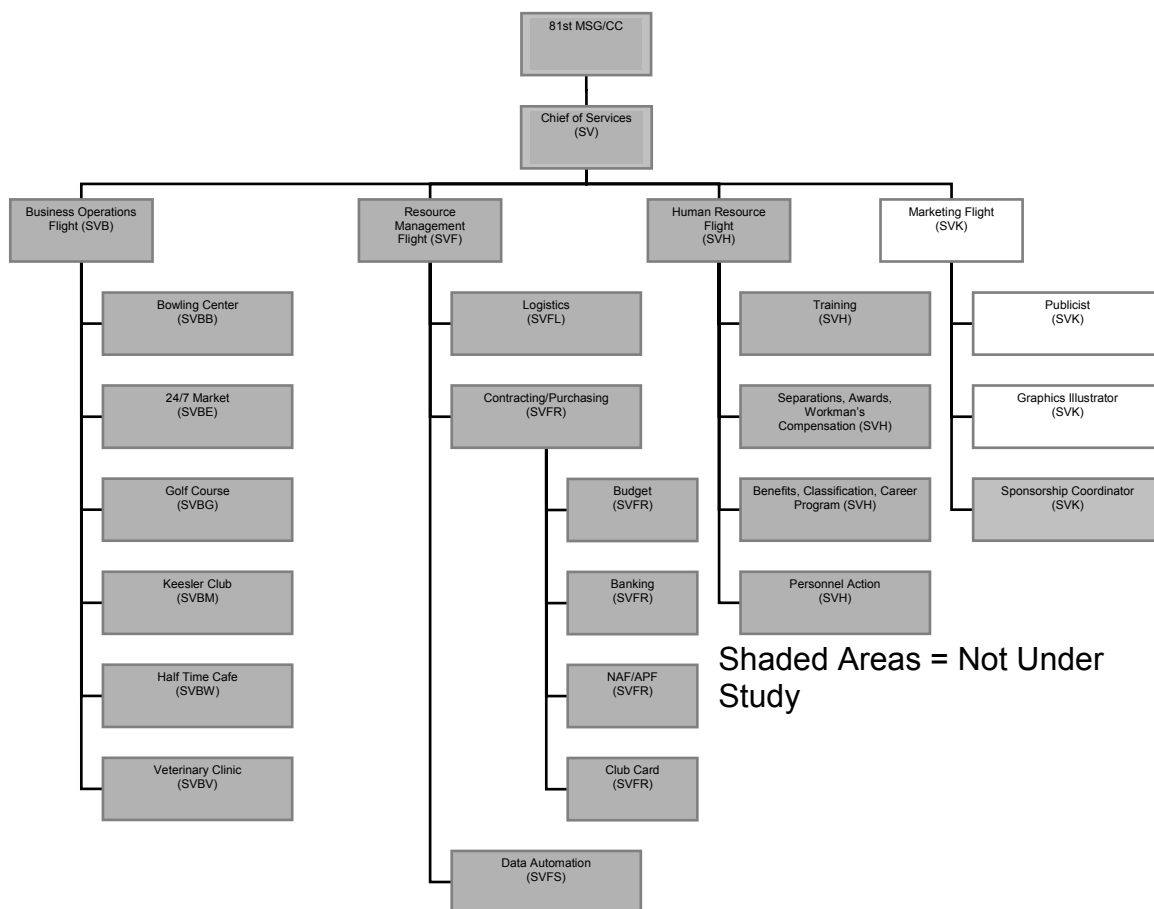 81st MSG/CC
Chief of Services
(SV)
Business Operations
Flight (SVB)
Bowling Center
(SVBB)
24/7 Market
(SVBE)
Golf Course
(SVBG)
Keesler Club
(SVBM)
Half Time Cafe
(SVBW)
Veterinary Clinic
(SVBV)
Resource
Management
Flight (SVF)
Logistics
(SVFL)
Contracting/Purchasing
(SVFR)
Budget
(SVFR)
Banking
(SVFR)
NAF/APF
(SVFR)
Club Card
(SVFR)
Data Automation
(SVFS)
Human Resource
Flight
(SVH)
Training
(SVH)
Separations, Awards,
Workman's
Compensation (SVH)
Benefits, Classification, Career
Program (SVH)
Personnel Action
(SVH)
Marketing Flight
(SVK)
Publicist
(SVK)
Graphics Illustrator
(SVK)
Sponsorship Coordinator
(SVK)
Shaded Areas = Not Under
Study